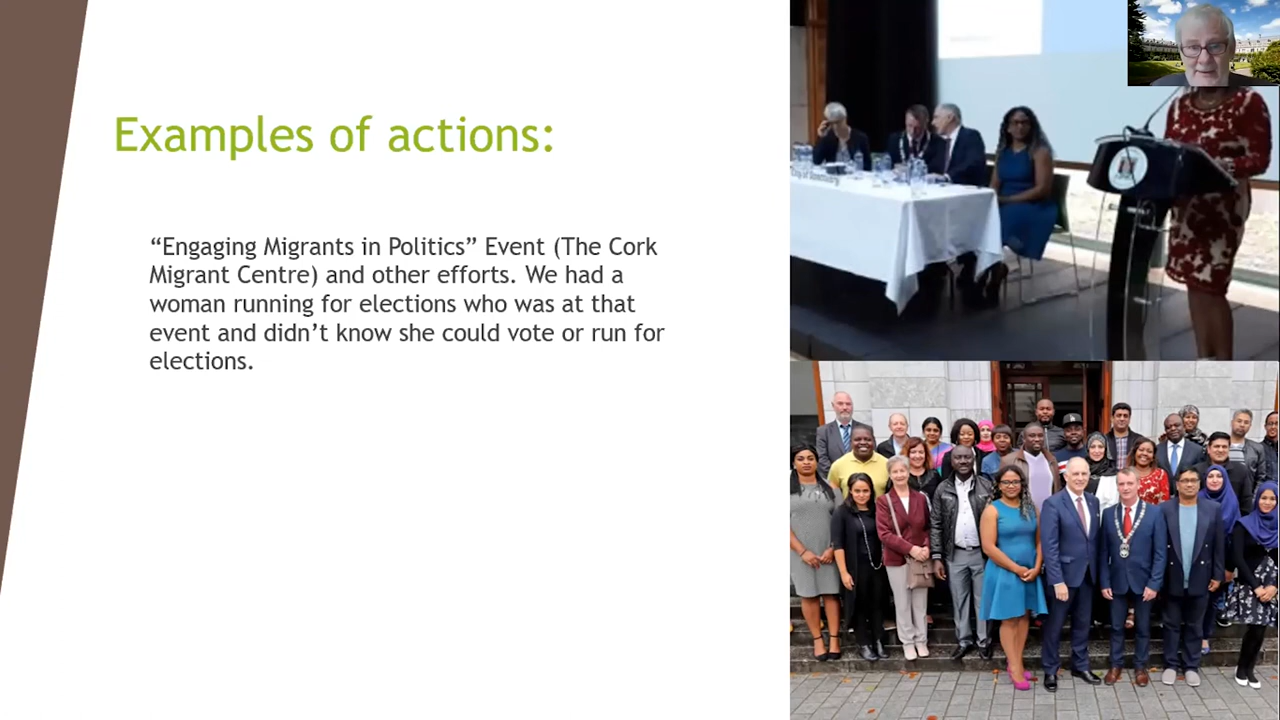 Examples of actions:
“Engaging Migrants in Politics” Event (The Cork
Migrant Centre) and other efforts. We had a
woman running for elections who was at that
event and didn’t know she could vote or run for
elections.